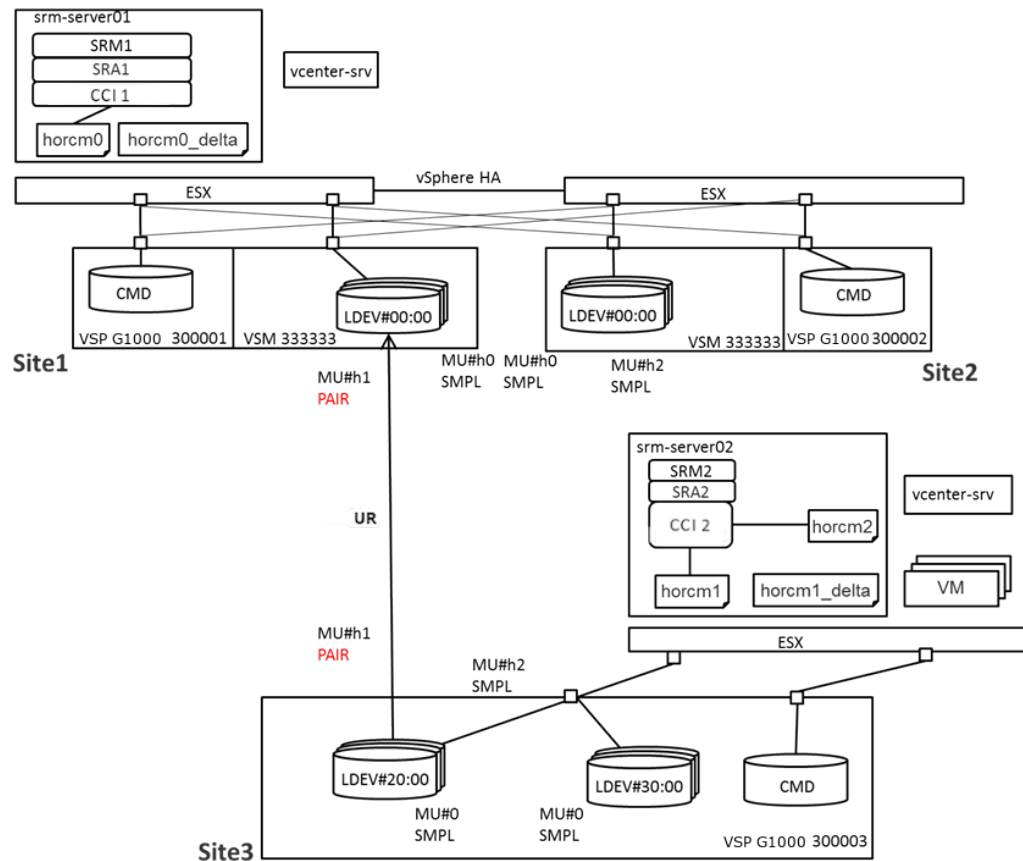 srm-server01
SRM1
SRA1
CCI 1
horcm0
horcm0_delta
vcenter-srv
vSphere HA
ESX
ESX
CMD
LDEV#00:00
LDEV#00:00
CMD
VSP G1000 300001
VSM 333333
VSM 333333
VSP G1000 300002
Site1
Site2
MU#h1
PAIR
MU#h0
SMPL
MU#h0
SMPL
MU#h2
SMPL
srm-server02
SRM2
SRA2
CCI 2
horcm2
horcm1
horcm1_delta
vcenter-srv
VM
UR
ESX
MU#h1
PAIR
MU#h2
SMPL
LDEV#20:00
LDEV#30:00
CMD
MU#0
SMPL
MU#0
SMPL
VSP G1000 300003
Site3